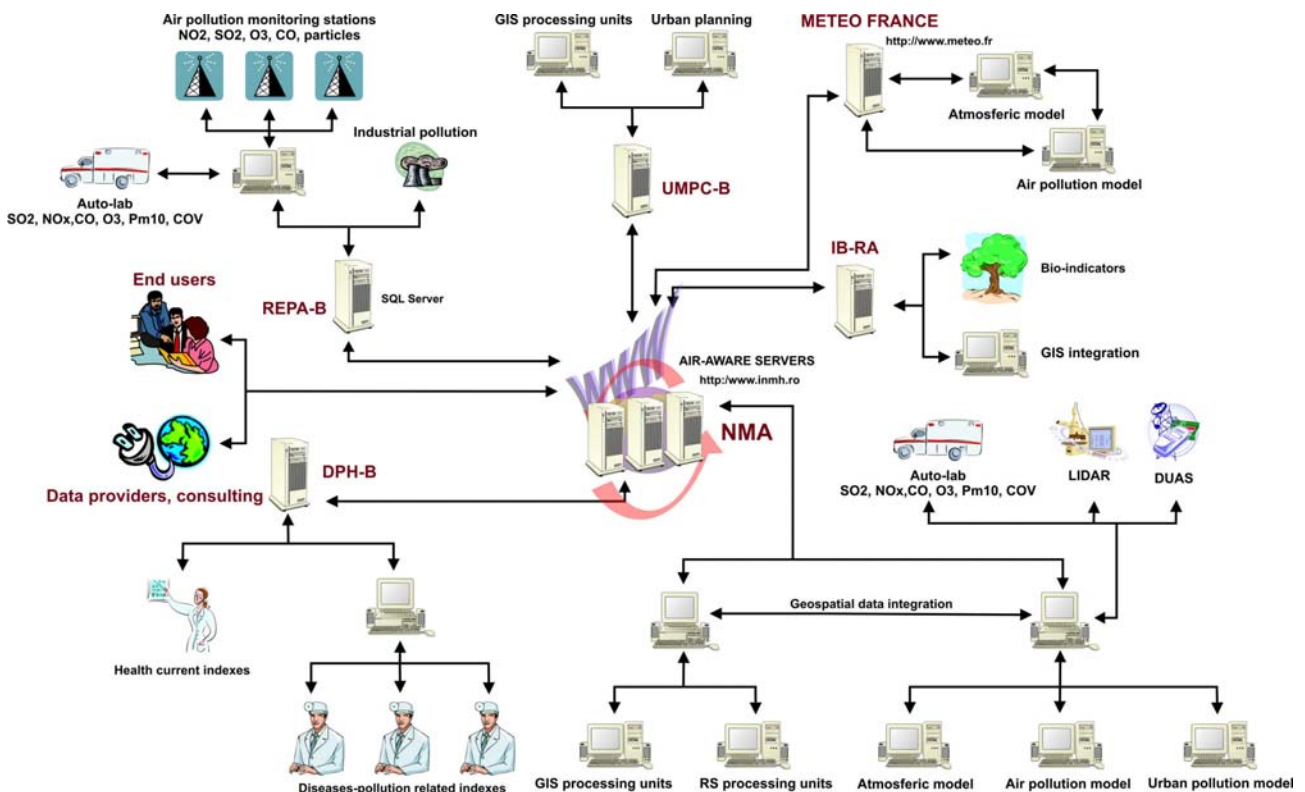 Air pollution monitoring stations
NO2, SO2, O3, CO, particles
GIS processing units
Urban planning
METEO FRANCE
http://www.meteo.fr
Atmosferic model
Air pollution model
Industrial pollution
Auto-lab
SO2, NOx,CO, O3, Pm10, COV
UMPC-B
IB-RA
Bio-indicators
GIS integration
End users
REPA-B
SQL Server
WWW
AIR-AWARE SERVERS
http:/www.inmh.ro
NMA
Data providers, consulting
DPH-B
Auto-lab
SO2, NOx,CO, O3, Pm10, COV
LIDAR
DUAS
Geospatial data integration
Health current indexes
Diseases-pollution related indexes
GIS processing units
RS processing units
Atmosferic model
Air pollution model
Urban pollution model